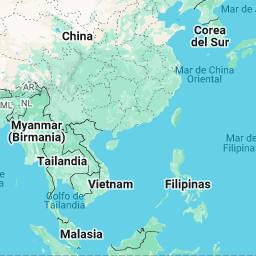 China
Corea
del Sur
Mar de China
Oriental
AR
NL
ML
Myanmar
(Birmania)
Mar de
Filipinas
Tailandia
Vietnam
Filipinas
Golfo de
Tailandia
Malasia